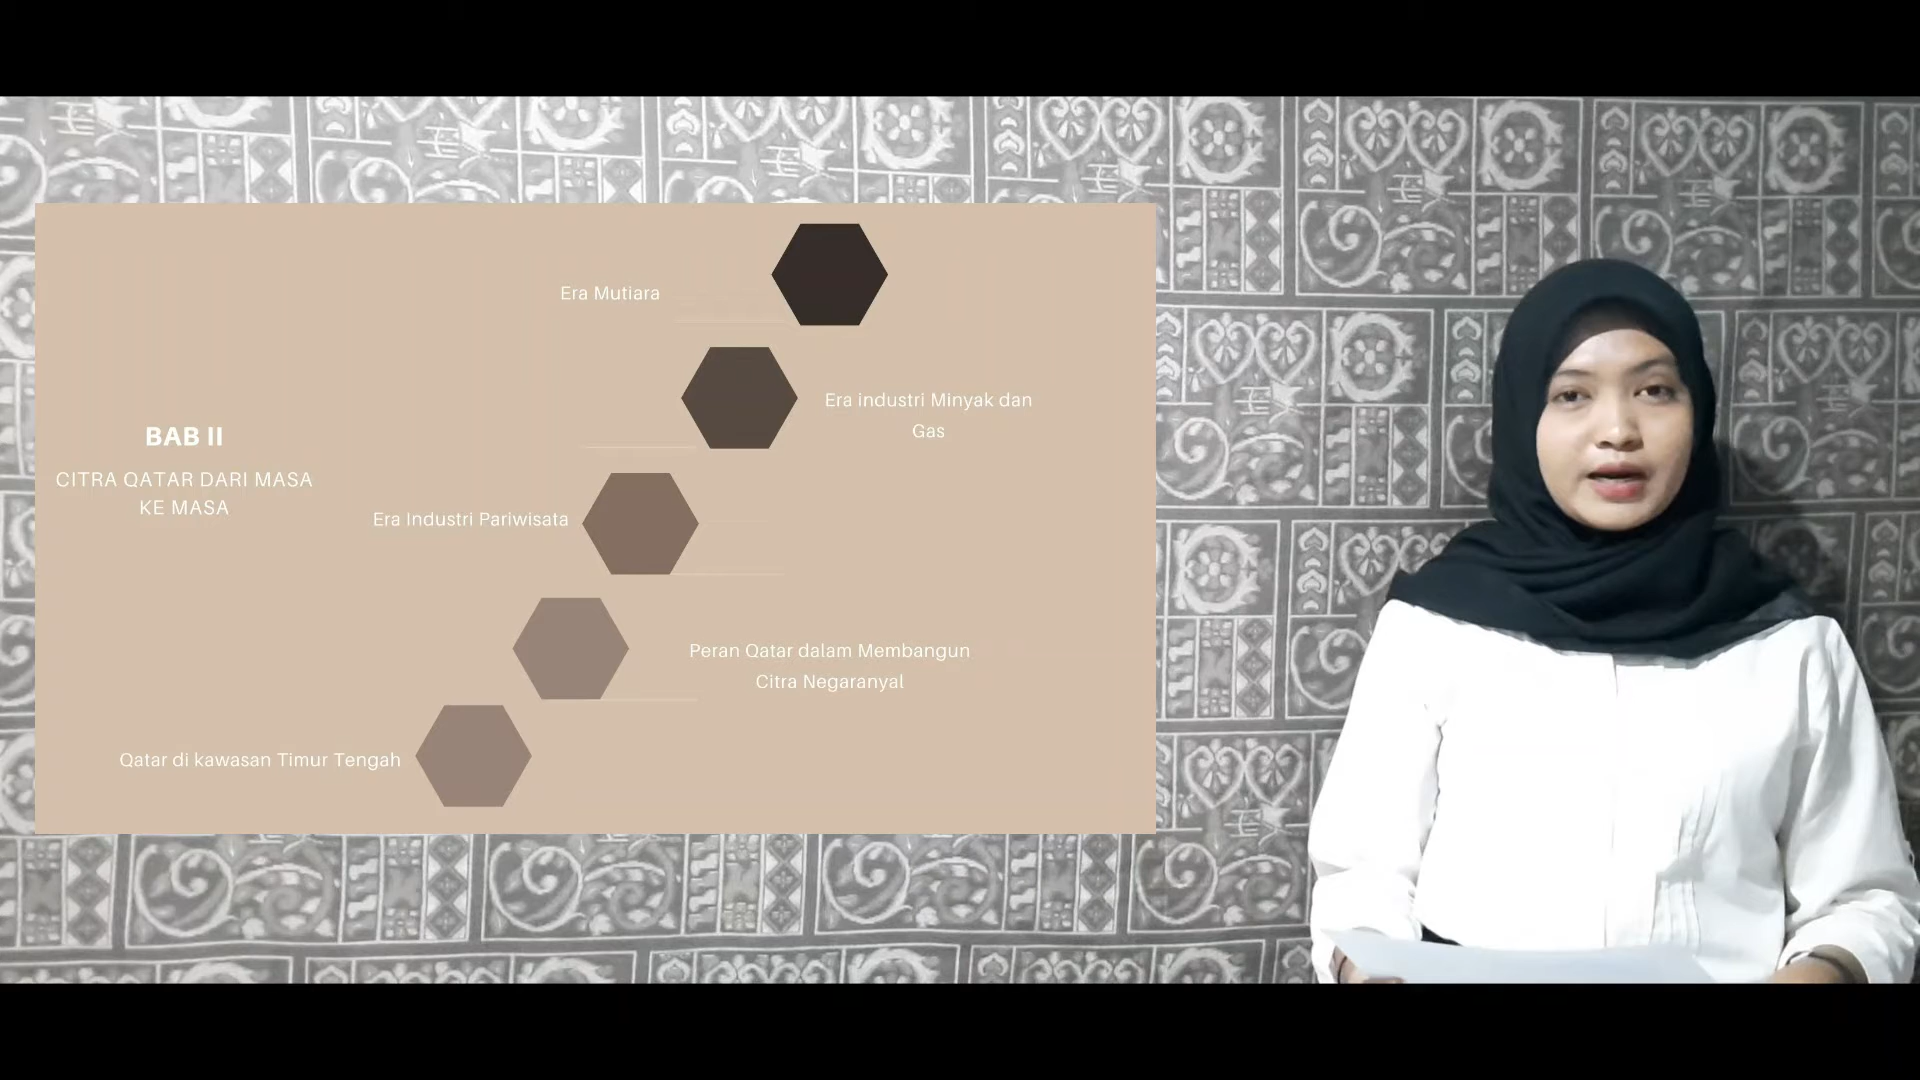 BAB II
CITRA QATAR DARI MASA
KE MASA
Era Mutiara
Era industri Minyak dan
Gas
Era Industri Pariwisata
Peran Qatar dalam Membangun
Citra Negaranyal
Qatar di kawasan Timur Tengah